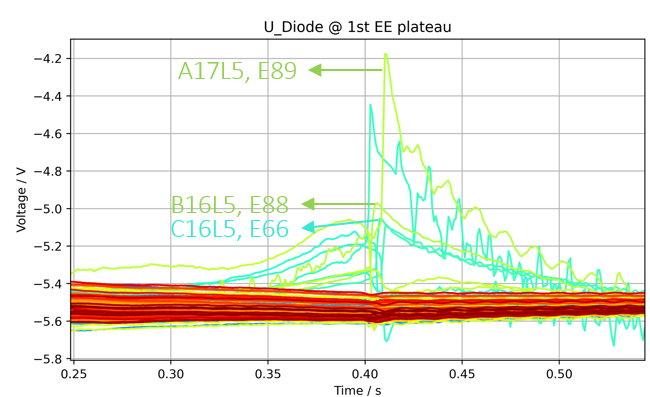 U_Diode @ 1st EE plateau
A17L5, E89
B16L5, E88
C16L5, E66
Voltage / V
−4.2
−4.4
−4.6
−4.8
−5.0
−5.2
−5.4
−5.6
−5.8
0.25
0.30
0.35
0.40
0.45
0.50
Time / s